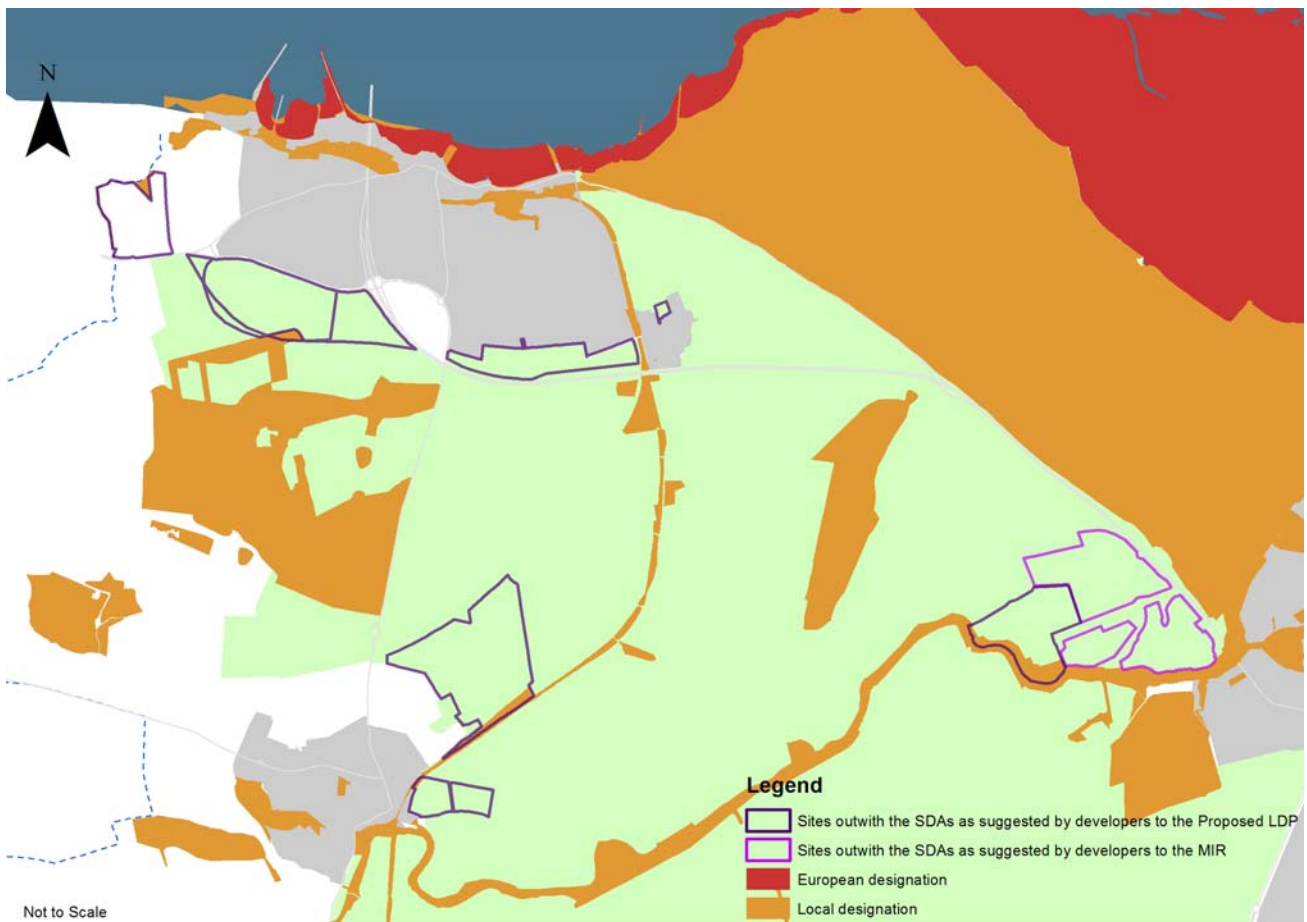 N
Legend
Sites outwith the SDAs as suggested by developers to the Proposed LDP
Sites outwith the SDAs as suggested by developers to the MIR
European designation
Local designation
Not to Scale